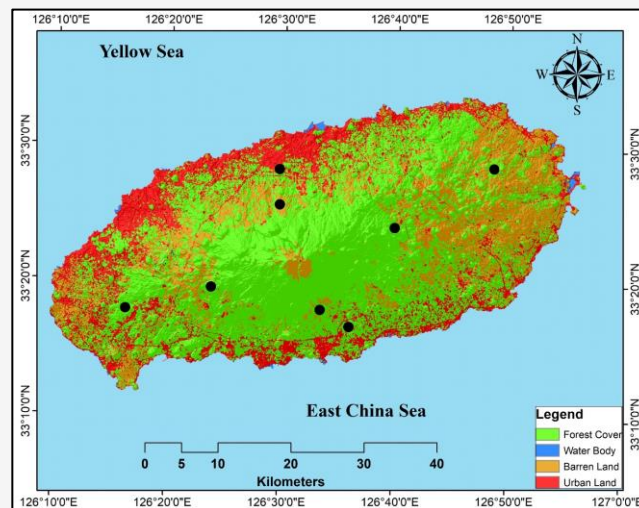 126°10'0"E 126°20'0"E 126°30'0"E 126°40'0"E 126°50'0"E
Yellow Sea
N
W E
S
33°30'0"N
33°30'0"N
33°20'0"N
33°20'0"N
33°10'0"N
33°10'0"N
East China Sea
Legend
Forest Cover
Water Body
Barren Land
Urban Land
0 5 10 20 30 40
Kilometers
126°10'0"E 126°20'0"E 126°30'0"E 126°40'0"E 126°50'0"E